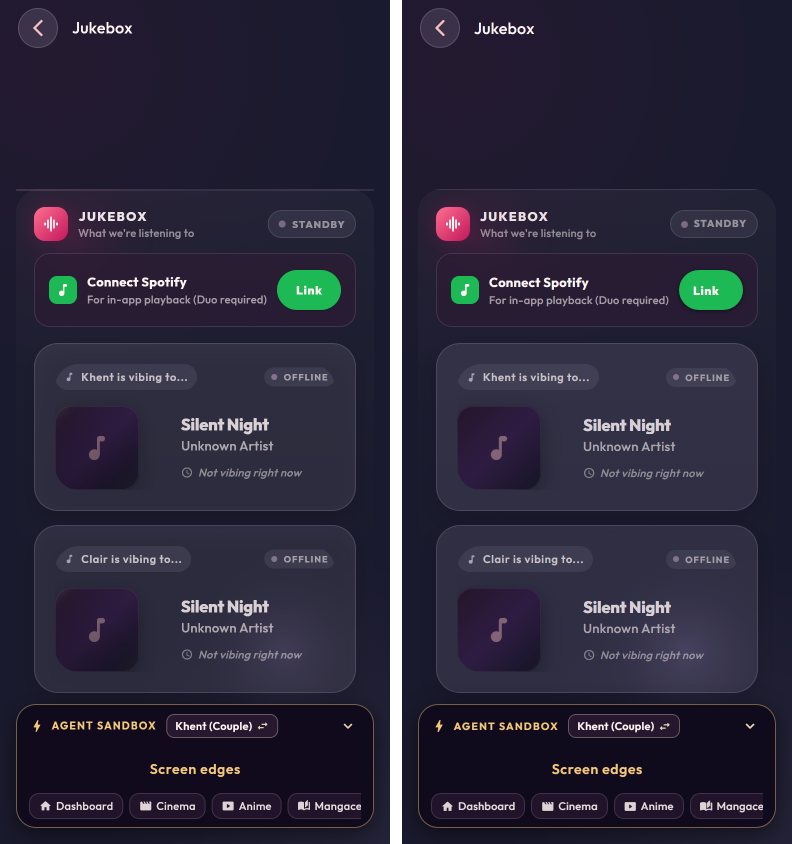 Jukebox
JUKEBOX
What we're listening to
STANDBY
Connect Spotify
For in-app playback (Duo required)
Link
Khent is vibing to...
OFFLINE
Silent Night
Unknown Artist
Not vibing right now
Clair is vibing to...
OFFLINE
Silent Night
Unknown Artist
Not vibing right now
AGENT SANDBOX
Khent (Couple)
Screen edges
Dashboard
Cinema
Anime
Mangace
Jukebox
JUKEBOX
What we're listening to
STANDBY
Connect Spotify
For in-app playback (Duo required)
Link
Khent is vibing to...
OFFLINE
Silent Night
Unknown Artist
Not vibing right now
Clair is vibing to...
OFFLINE
Silent Night
Unknown Artist
Not vibing right now
AGENT SANDBOX
Khent (Couple)
Screen edges
Dashboard
Cinema
Anime
Mangace